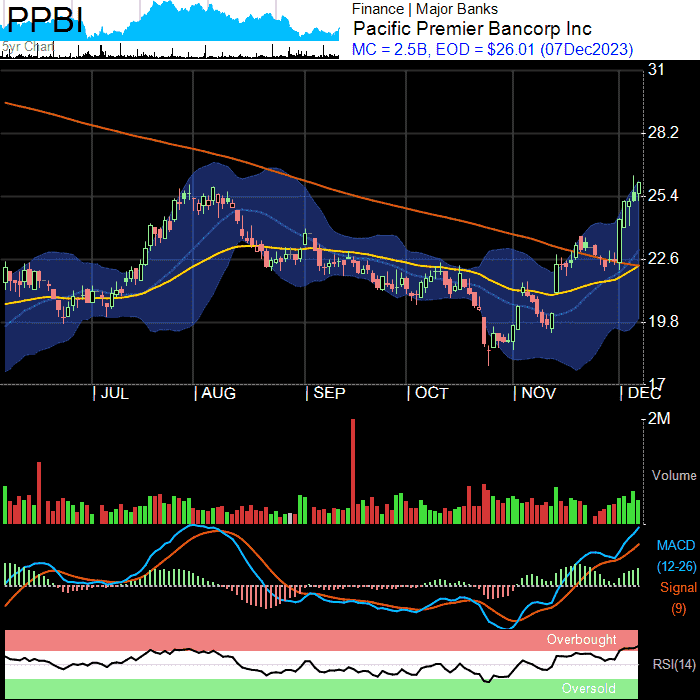 PPBI
5yr Chart
Finance | Major Banks
Pacific Premier Bancorp Inc
MC = 2.5B, EOD = $26.01 (07Dec2023)
31
28.2
25.4
22.6
19.8
17
| JUL | AUG | SEP | OCT | NOV | DEC
2M
Volume
MACD
(12-26)
Signal
(9)
Overbought
RSI(14)
Oversold